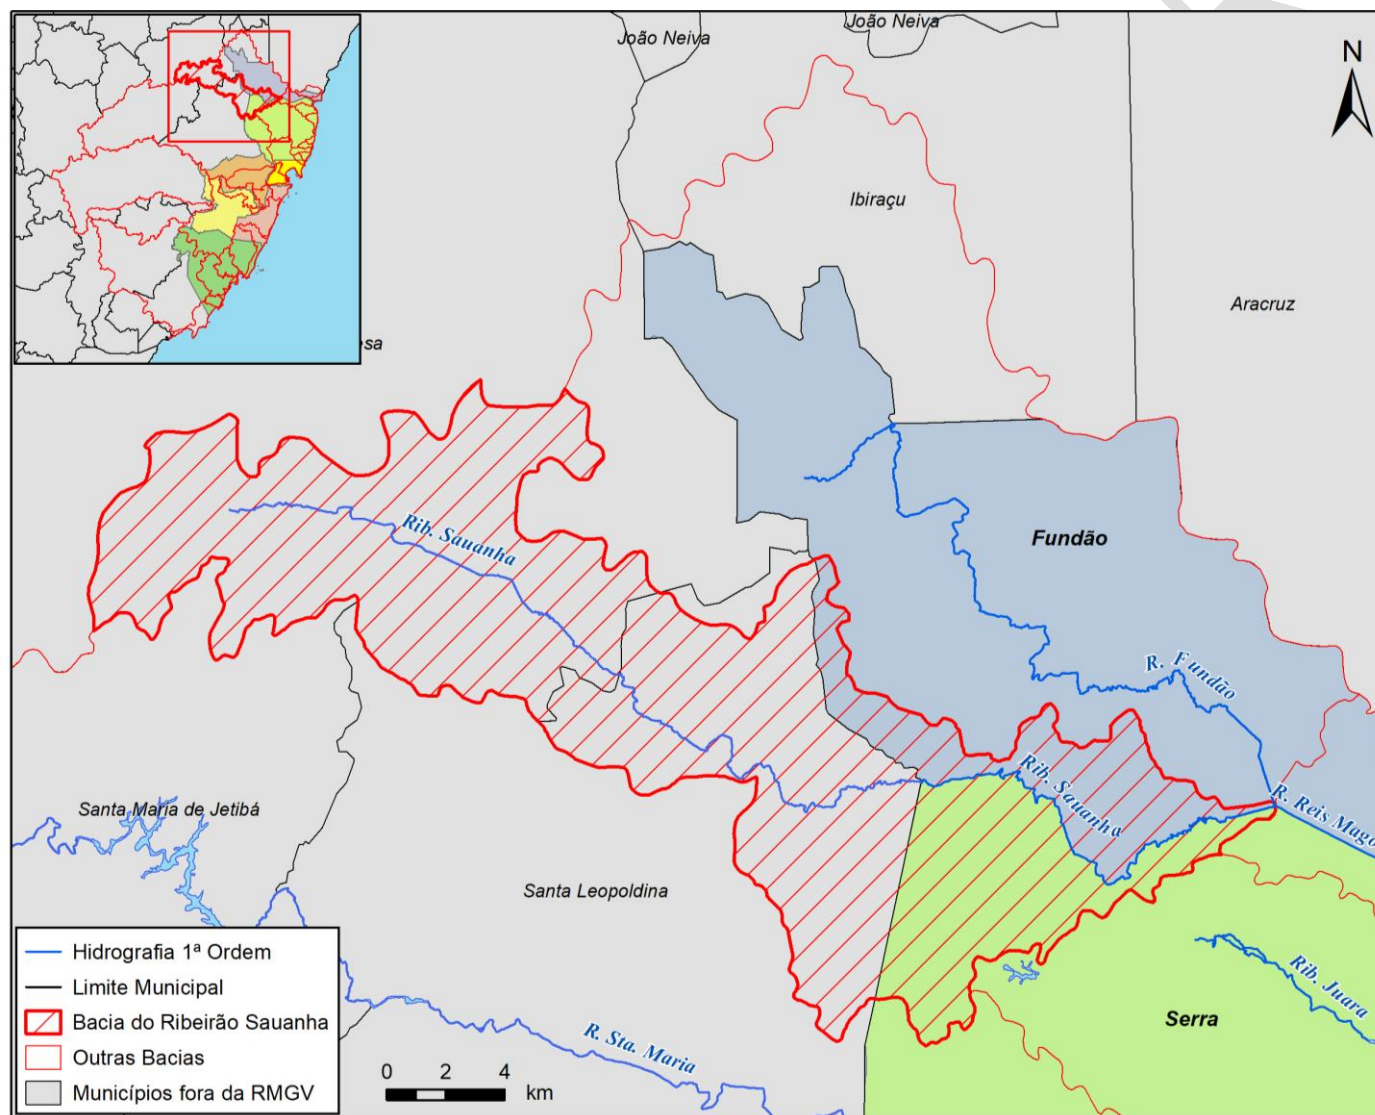 João Neiva
João Neiva
N
Ibiraçu
Aracruz
esa
Rib. Sauanha
Fundão
R. Fundão
Rib. Sauanha
R. Reis Mago
Santa Maria de Jetibá
Santa Leopoldina
Rib. Juara
Serra
R. Sta. Maria
Hidrografia 1ª Ordem
Limite Municipal
Bacia do Ribeirão Sauanha
Outras Bacias
Municípios fora da RMGV
0 2 4
km